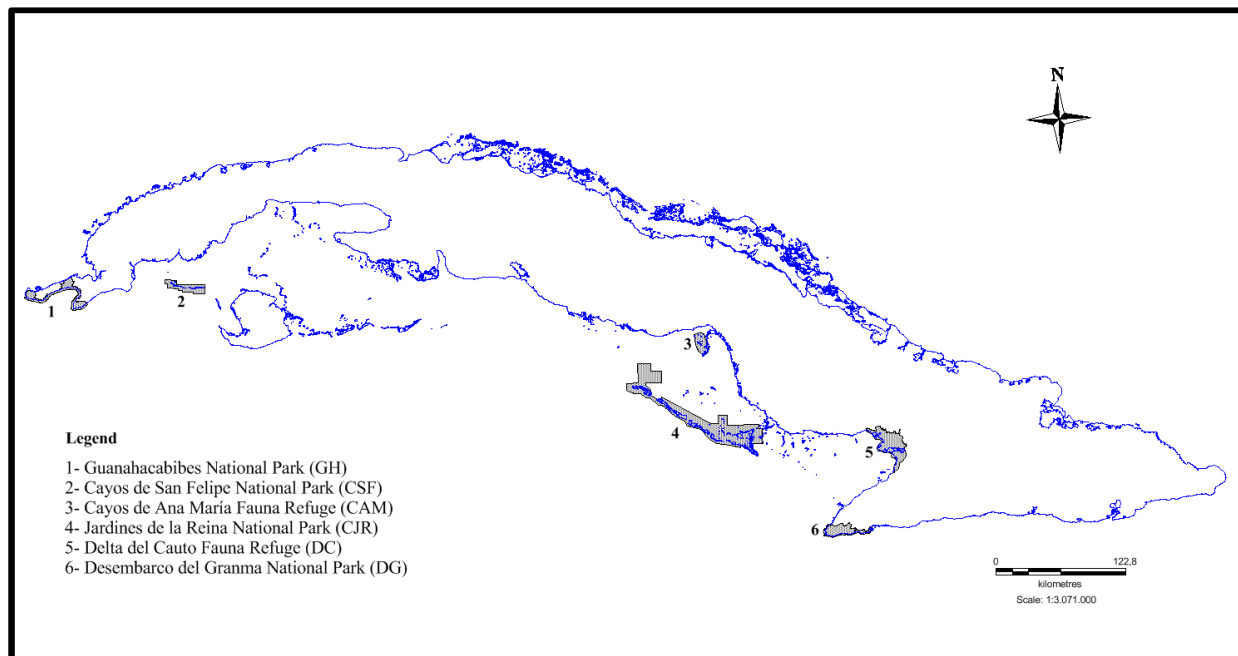 N
1
2
3
4
5
6
Legend
1- Guanahacabibes National Park (GH)
2- Cayos de San Felipe National Park (CSF)
3- Cayos de Ana María Fauna Refuge (CAM)
4- Jardines de la Reina National Park (CJR)
5- Delta del Cauto Fauna Refuge (DC)
6- Desembarco del Granma National Park (DG)
0 122,8
kilometres
Scale: 1:3.071.000